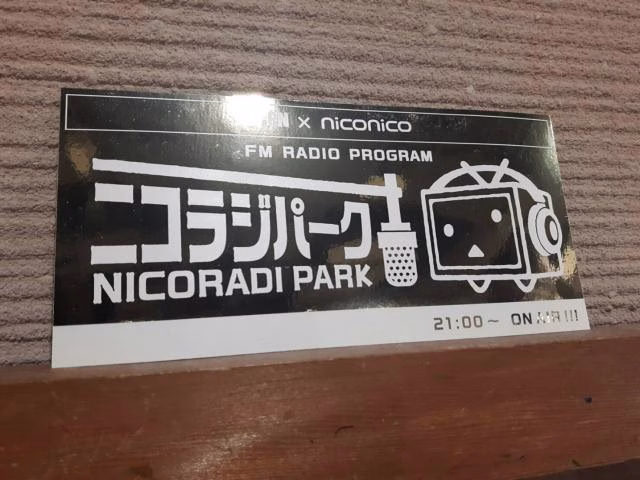 × niconico
FM RADIO PROGRAM
ニコラジパーク
NICORADI PARK
21:00～ ON AIR!!!